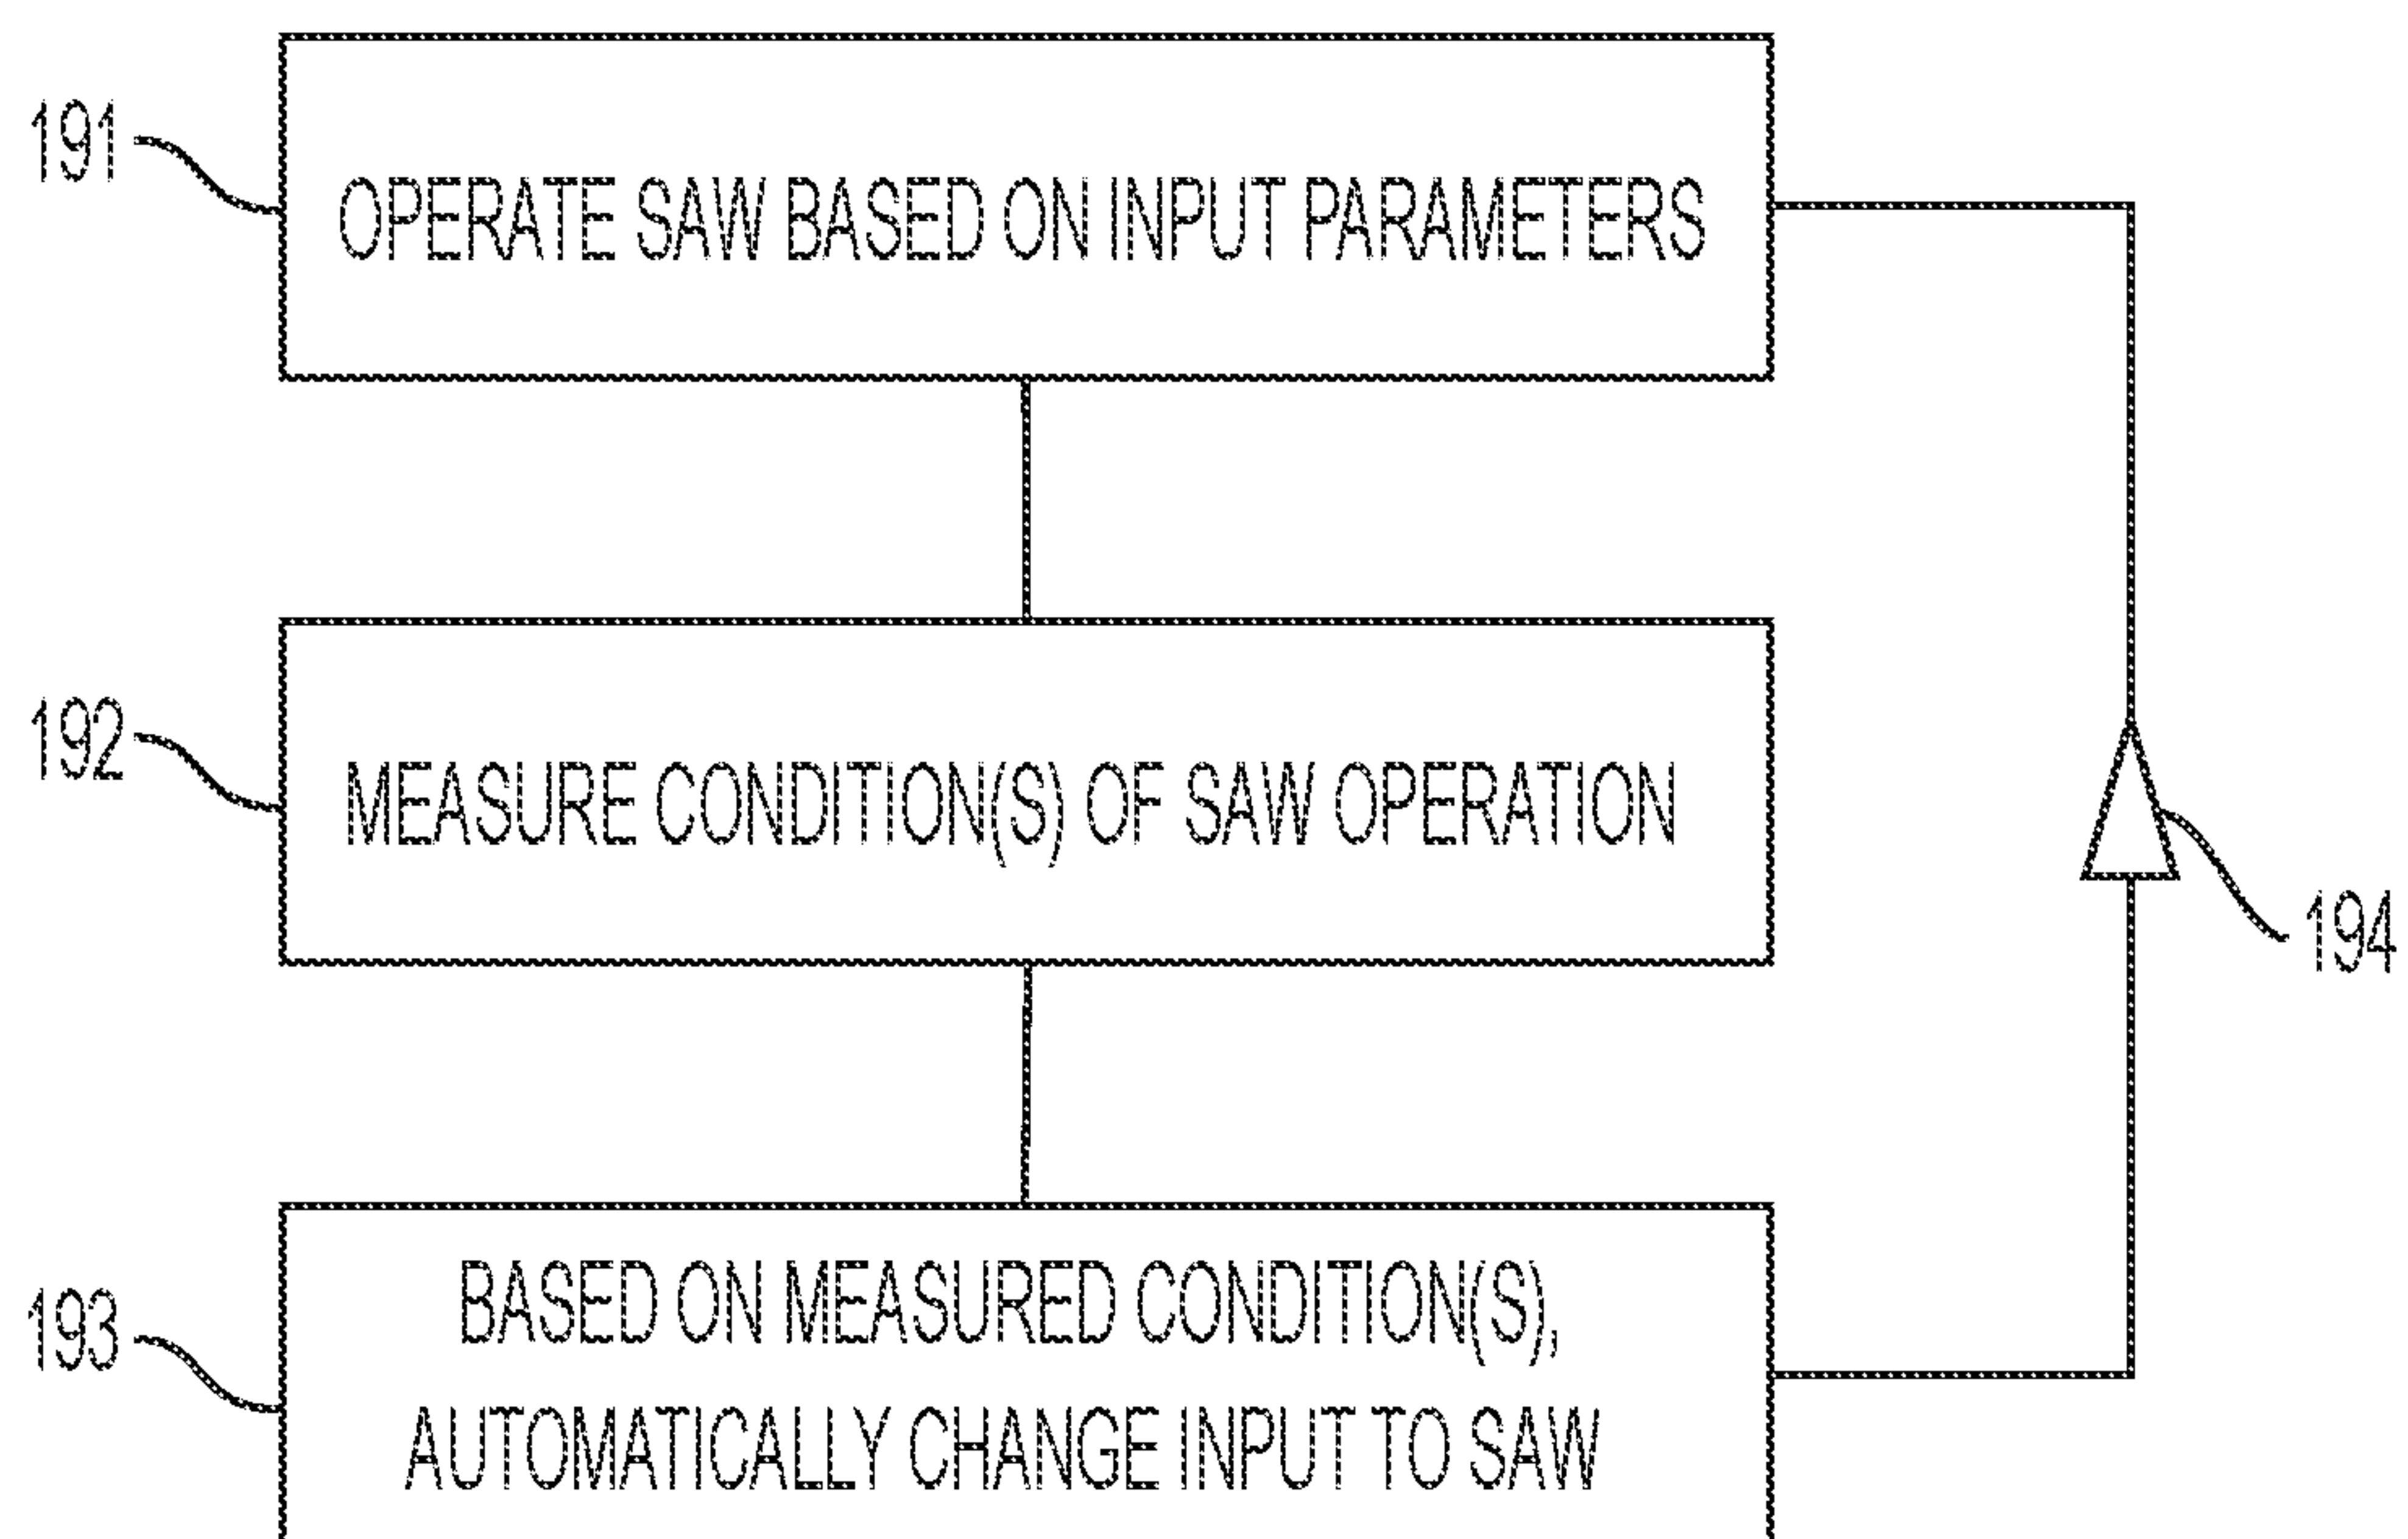 191
OPERATE SAW BASED ON INPUT PARAMETERS
192
MEASURE CONDITION(S) OF SAW OPERATION
194
193
BASED ON MEASURED CONDITION(S),
AUTOMATICALLY CHANGE INPUT TO SAW